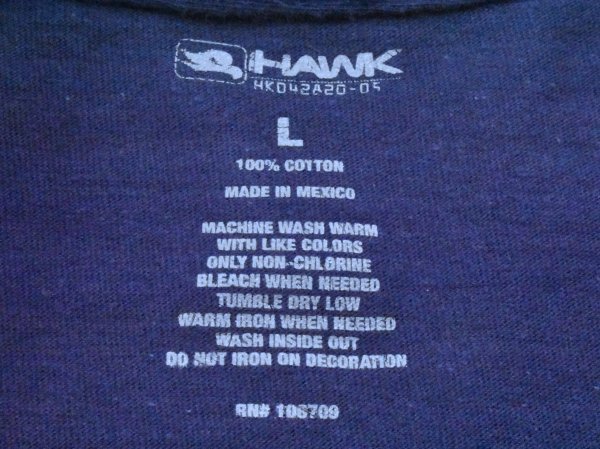 HAWK
HK042A20-05
L
100% COTTON
MADE IN MEXICO
MACHINE WASH WARM
WITH LIKE COLORS
ONLY NON-CHLORINE
BLEACH WHEN NEEDED
TUMBLE DRY LOW
WARM IRON WHEN NEEDED
WASH INSIDE OUT
DO NOT IRON ON DECORATION
RN# 106709